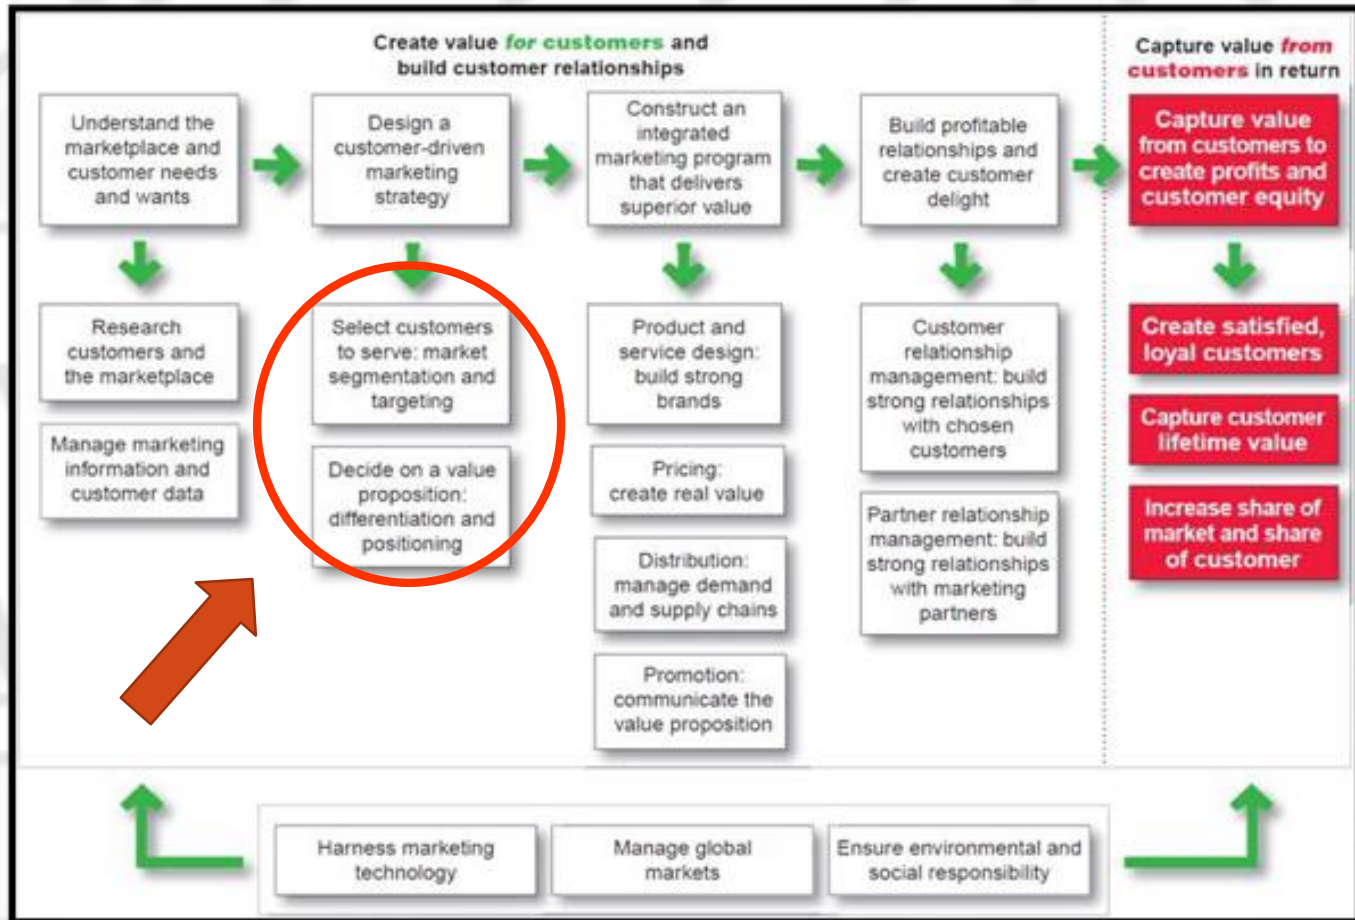 Create value for customers and
build customer relationships
Capture value from
customers in return
Understand the
marketplace and
customer needs
and wants
Design a
customer-driven
marketing
strategy
Construct an
integrated
marketing program
that delivers
superior value
Build profitable
relationships and
create customer
delight
Capture value
from customers to
create profits and
customer equity
Research
customers and
the marketplace
Manage marketing
information and
customer data
Select customers
to serve: market
segmentation and
targeting
Decide on a value
proposition:
differentiation and
positioning
Product and
service design:
build strong
brands
Pricing:
create real value
Distribution:
manage demand
and supply chains
Promotion:
communicate the
value proposition
Customer
relationship
management: build
strong relationships
with chosen
customers
Partner relationship
management: build
strong relationships
with marketing
partners
Create satisfied,
loyal customers
Capture customer
lifetime value
Increase share of
market and share
of customer
Harness marketing
technology
Manage global
markets
Ensure environmental and
social responsibility